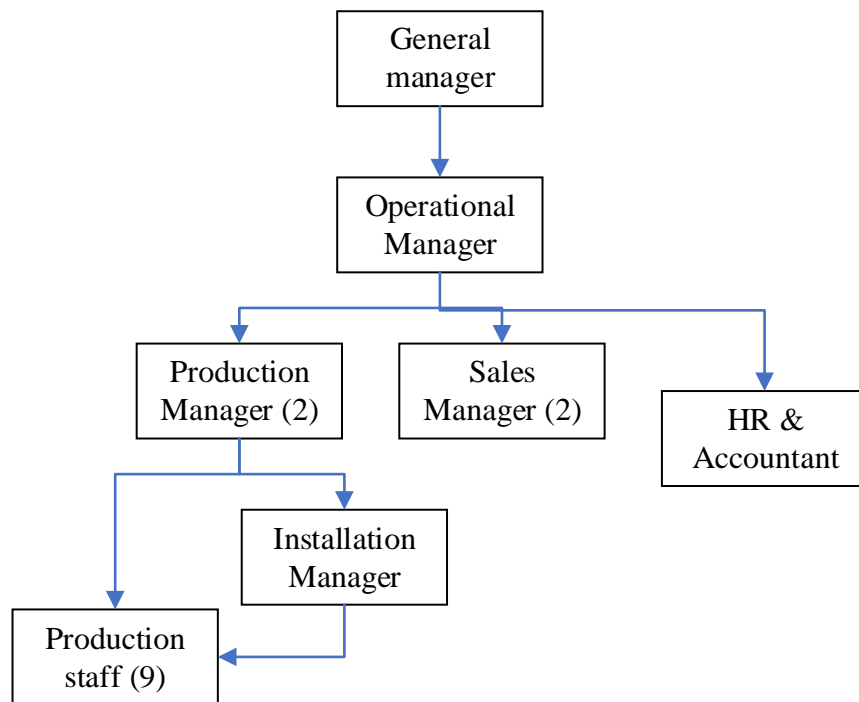 General
manager
Operational
Manager
Production
Manager (2)
Sales
Manager (2)
HR &
Accountant
Installation
Manager
Production
staff (9)